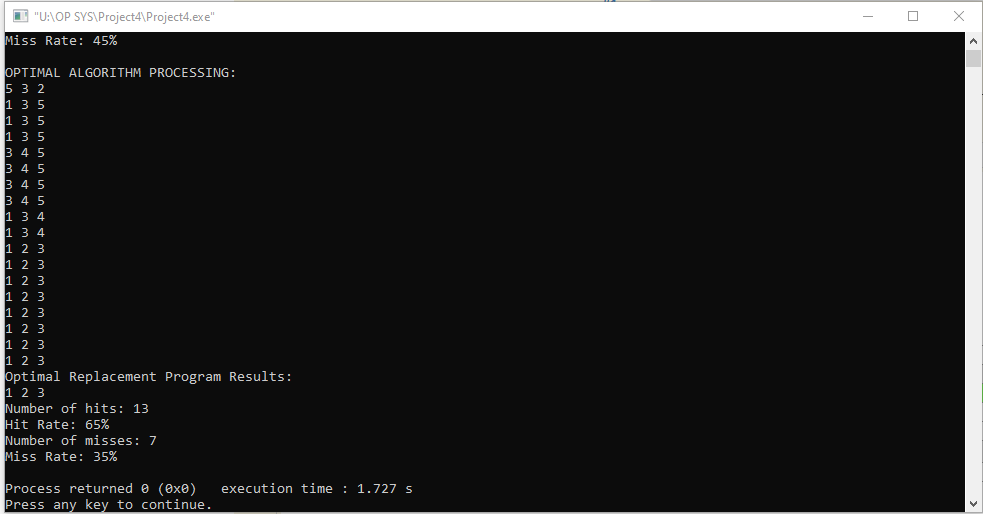 "U:\OP SYS\Project4\Project4.exe"
Miss Rate: 45%
OPTIMAL ALGORITHM PROCESSING:
5 3 2
1 3 5
1 3 5
1 3 5
3 4 5
3 4 5
3 4 5
3 4 5
1 3 4
1 3 4
1 2 3
1 2 3
1 2 3
1 2 3
1 2 3
1 2 3
1 2 3
1 2 3
Optimal Replacement Program Results:
1 2 3
Number of hits: 13
Hit Rate: 65%
Number of misses: 7
Miss Rate: 35%
Process returned 0 (0x0)   execution time : 1.727 s
Press any key to continue.